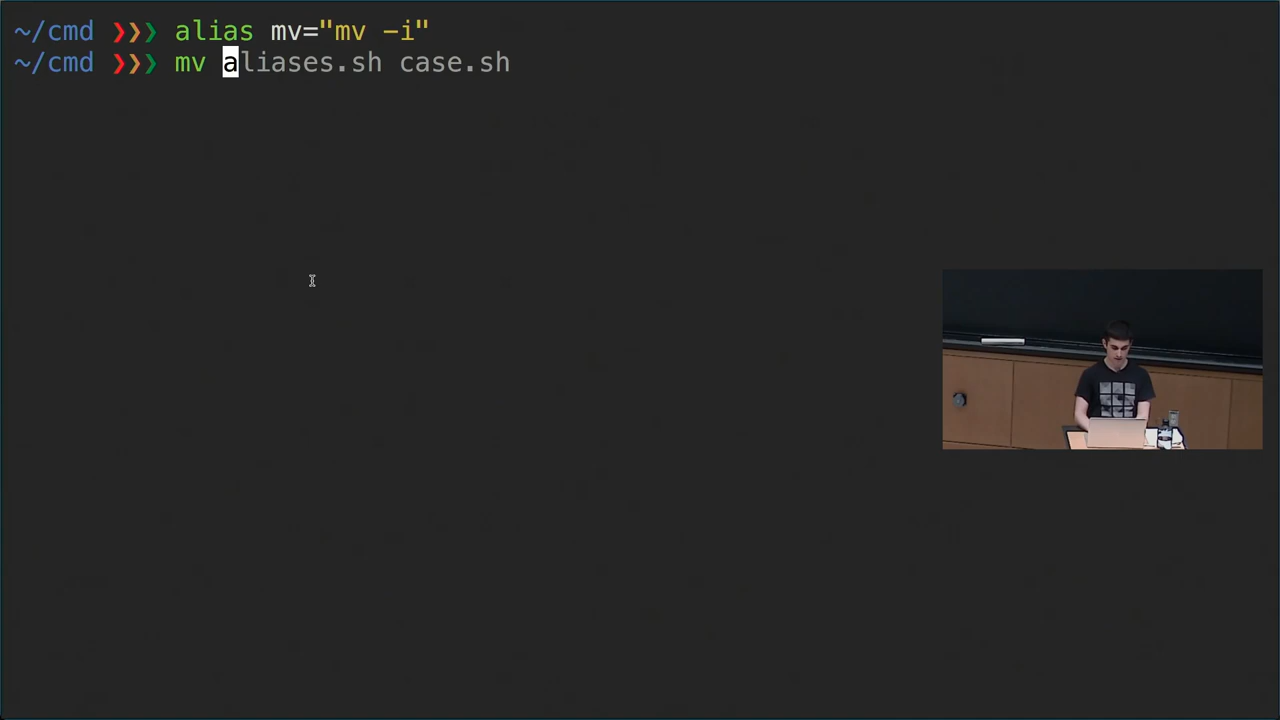 ~/cmd ❯❯❯ alias mv="mv -i"
~/cmd ❯❯❯ mv aliases.sh case.sh